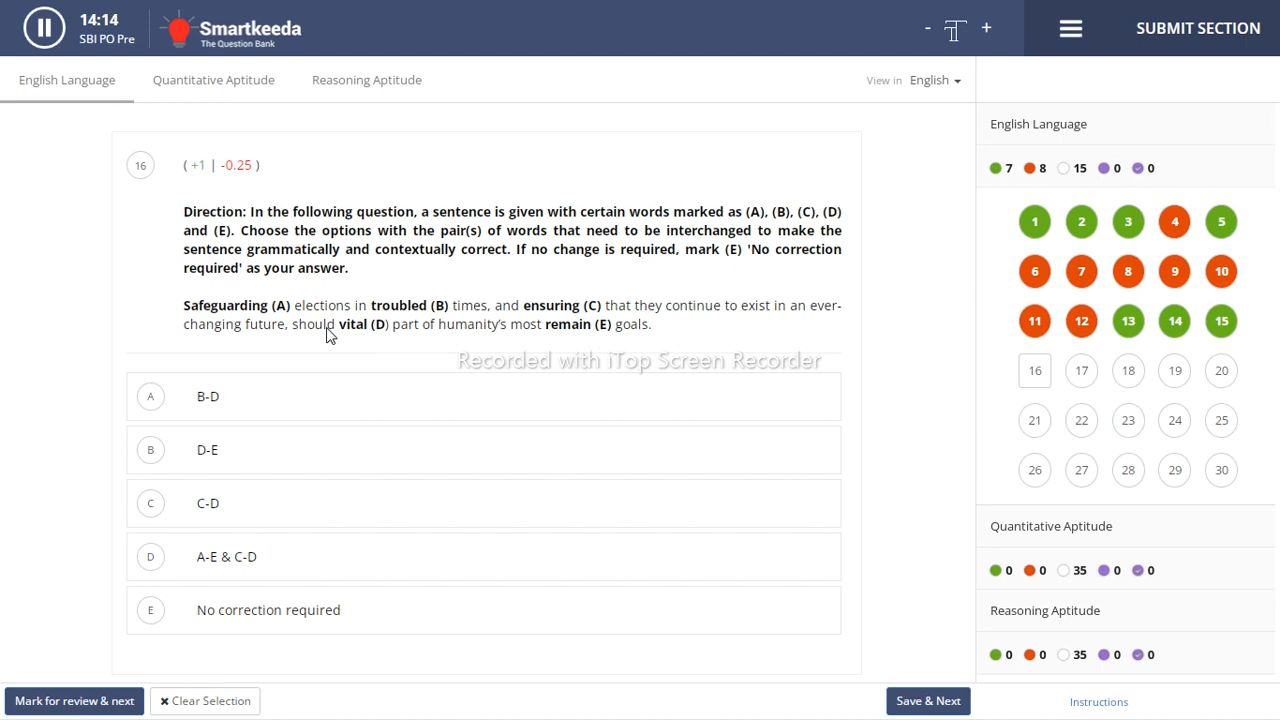 14:14
SBI PO Pre
Smartkeeda
The Question Bank
- T +
SUBMIT SECTION
English Language
Quantitative Aptitude
Reasoning Aptitude
View in English
English Language
7 8 15 0 0
16
( +1 | -0.25 )
Direction: In the following question, a sentence is given with certain words marked as (A), (B), (C), (D)
and (E). Choose the options with the pair(s) of words that need to be interchanged to make the
sentence grammatically and contextually correct. If no change is required, mark (E) 'No correction
required' as your answer.
Safeguarding (A) elections in troubled (B) times, and ensuring (C) that they continue to exist in an ever-
changing future, should vital (D) part of humanity's most remain (E) goals.
Recorded with iTop Screen Recorder
A B-D
B D-E
C C-D
D A-E & C-D
E No correction required
1 2 3 4 5
6 7 8 9 10
11 12 13 14 15
16 17 18 19 20
21 22 23 24 25
26 27 28 29 30
Quantitative Aptitude
0 0 35 0 0
Reasoning Aptitude
0 0 35 0 0
Mark for review & next
✖ Clear Selection
Save & Next
Instructions